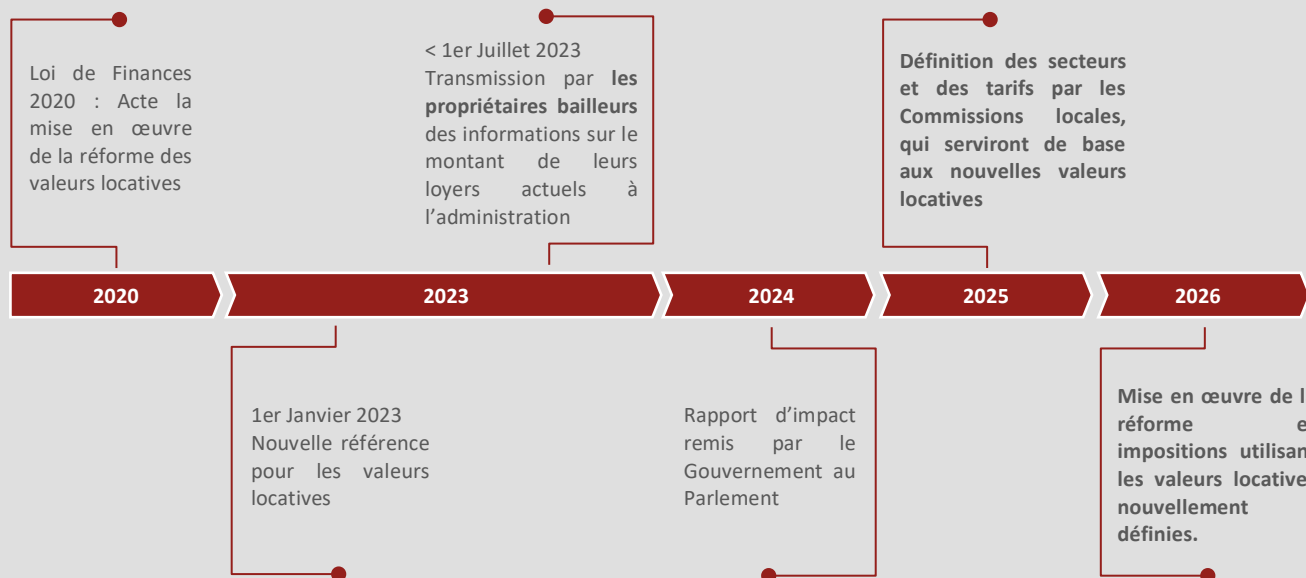 Loi de Finances
2020 : Acte la
mise en œuvre
de la réforme des
valeurs locatives
< 1er Juillet 2023
Transmission par les
propriétaires bailleurs
des informations sur le
montant de leurs
loyers actuels à
l’administration
Définition des secteurs
et des tarifs par les
Commissions locales,
qui serviront de base
aux nouvelles valeurs
locatives
2020
2023
2024
2025
2026
1er Janvier 2023
Nouvelle référence
pour les valeurs
locatives
Rapport d’impact
remis par le
Gouvernement au
Parlement
Mise en œuvre de
réforme
impositions
les valeurs
nouvellement
définies.